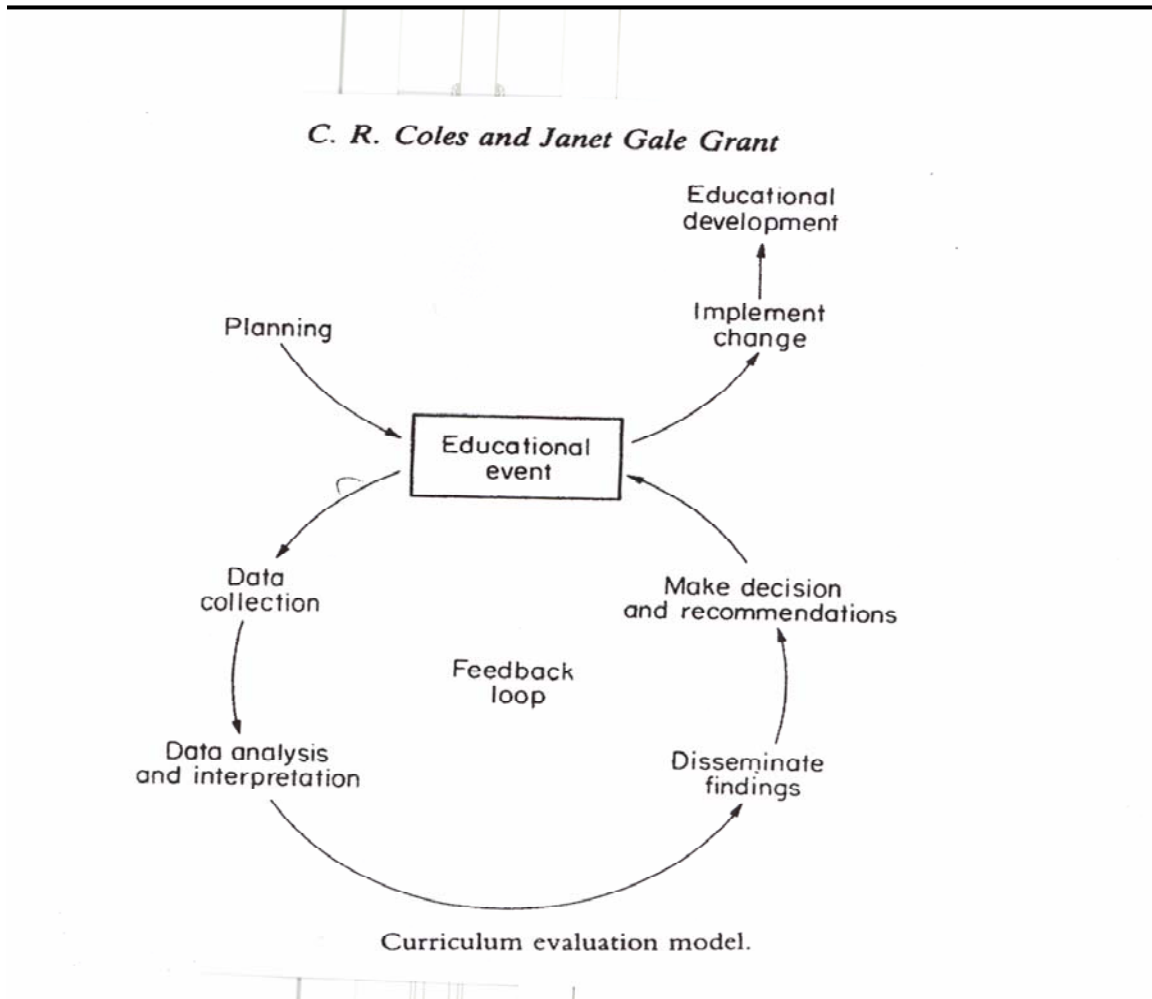 C. R. Coles and Janet Gale Grant
Educational
development
Implement
change
Planning
Educational
event
Data
collection
Make decision
and recommendations
Feedback
loop
Data analysis
and interpretation
Disseminate
findings
Curriculum evaluation model.